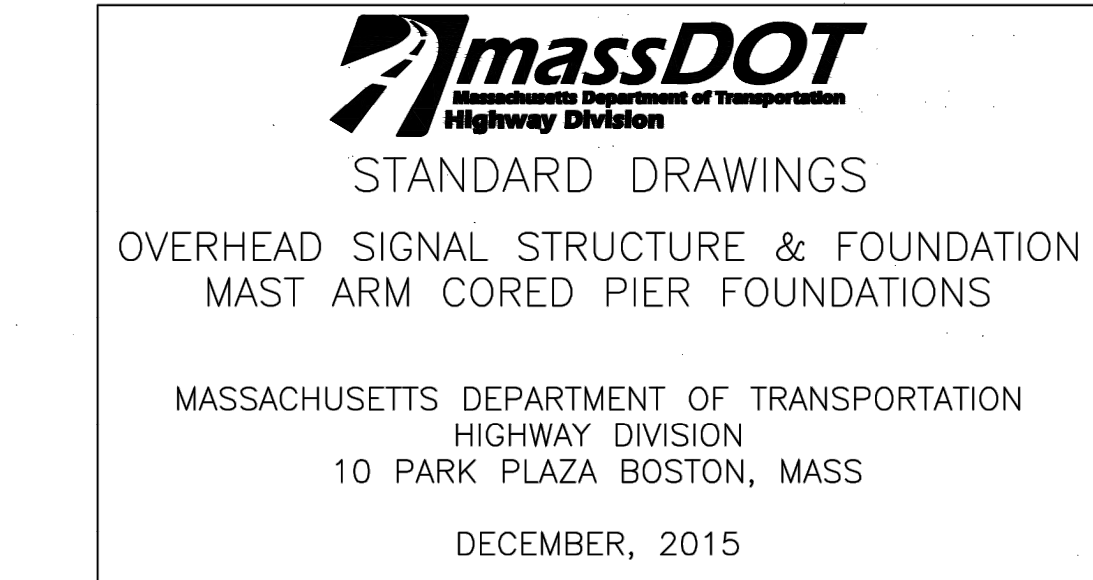 massDOT
Massachusetts Department of Transportation
Highway Division
STANDARD DRAWINGS
OVERHEAD SIGNAL STRUCTURE & FOUNDATION
MAST ARM CORED PIER FOUNDATIONS
MASSACHUSETTS DEPARTMENT OF TRANSPORTATION
HIGHWAY DIVISION
10 PARK PLAZA BOSTON, MASS
DECEMBER, 2015